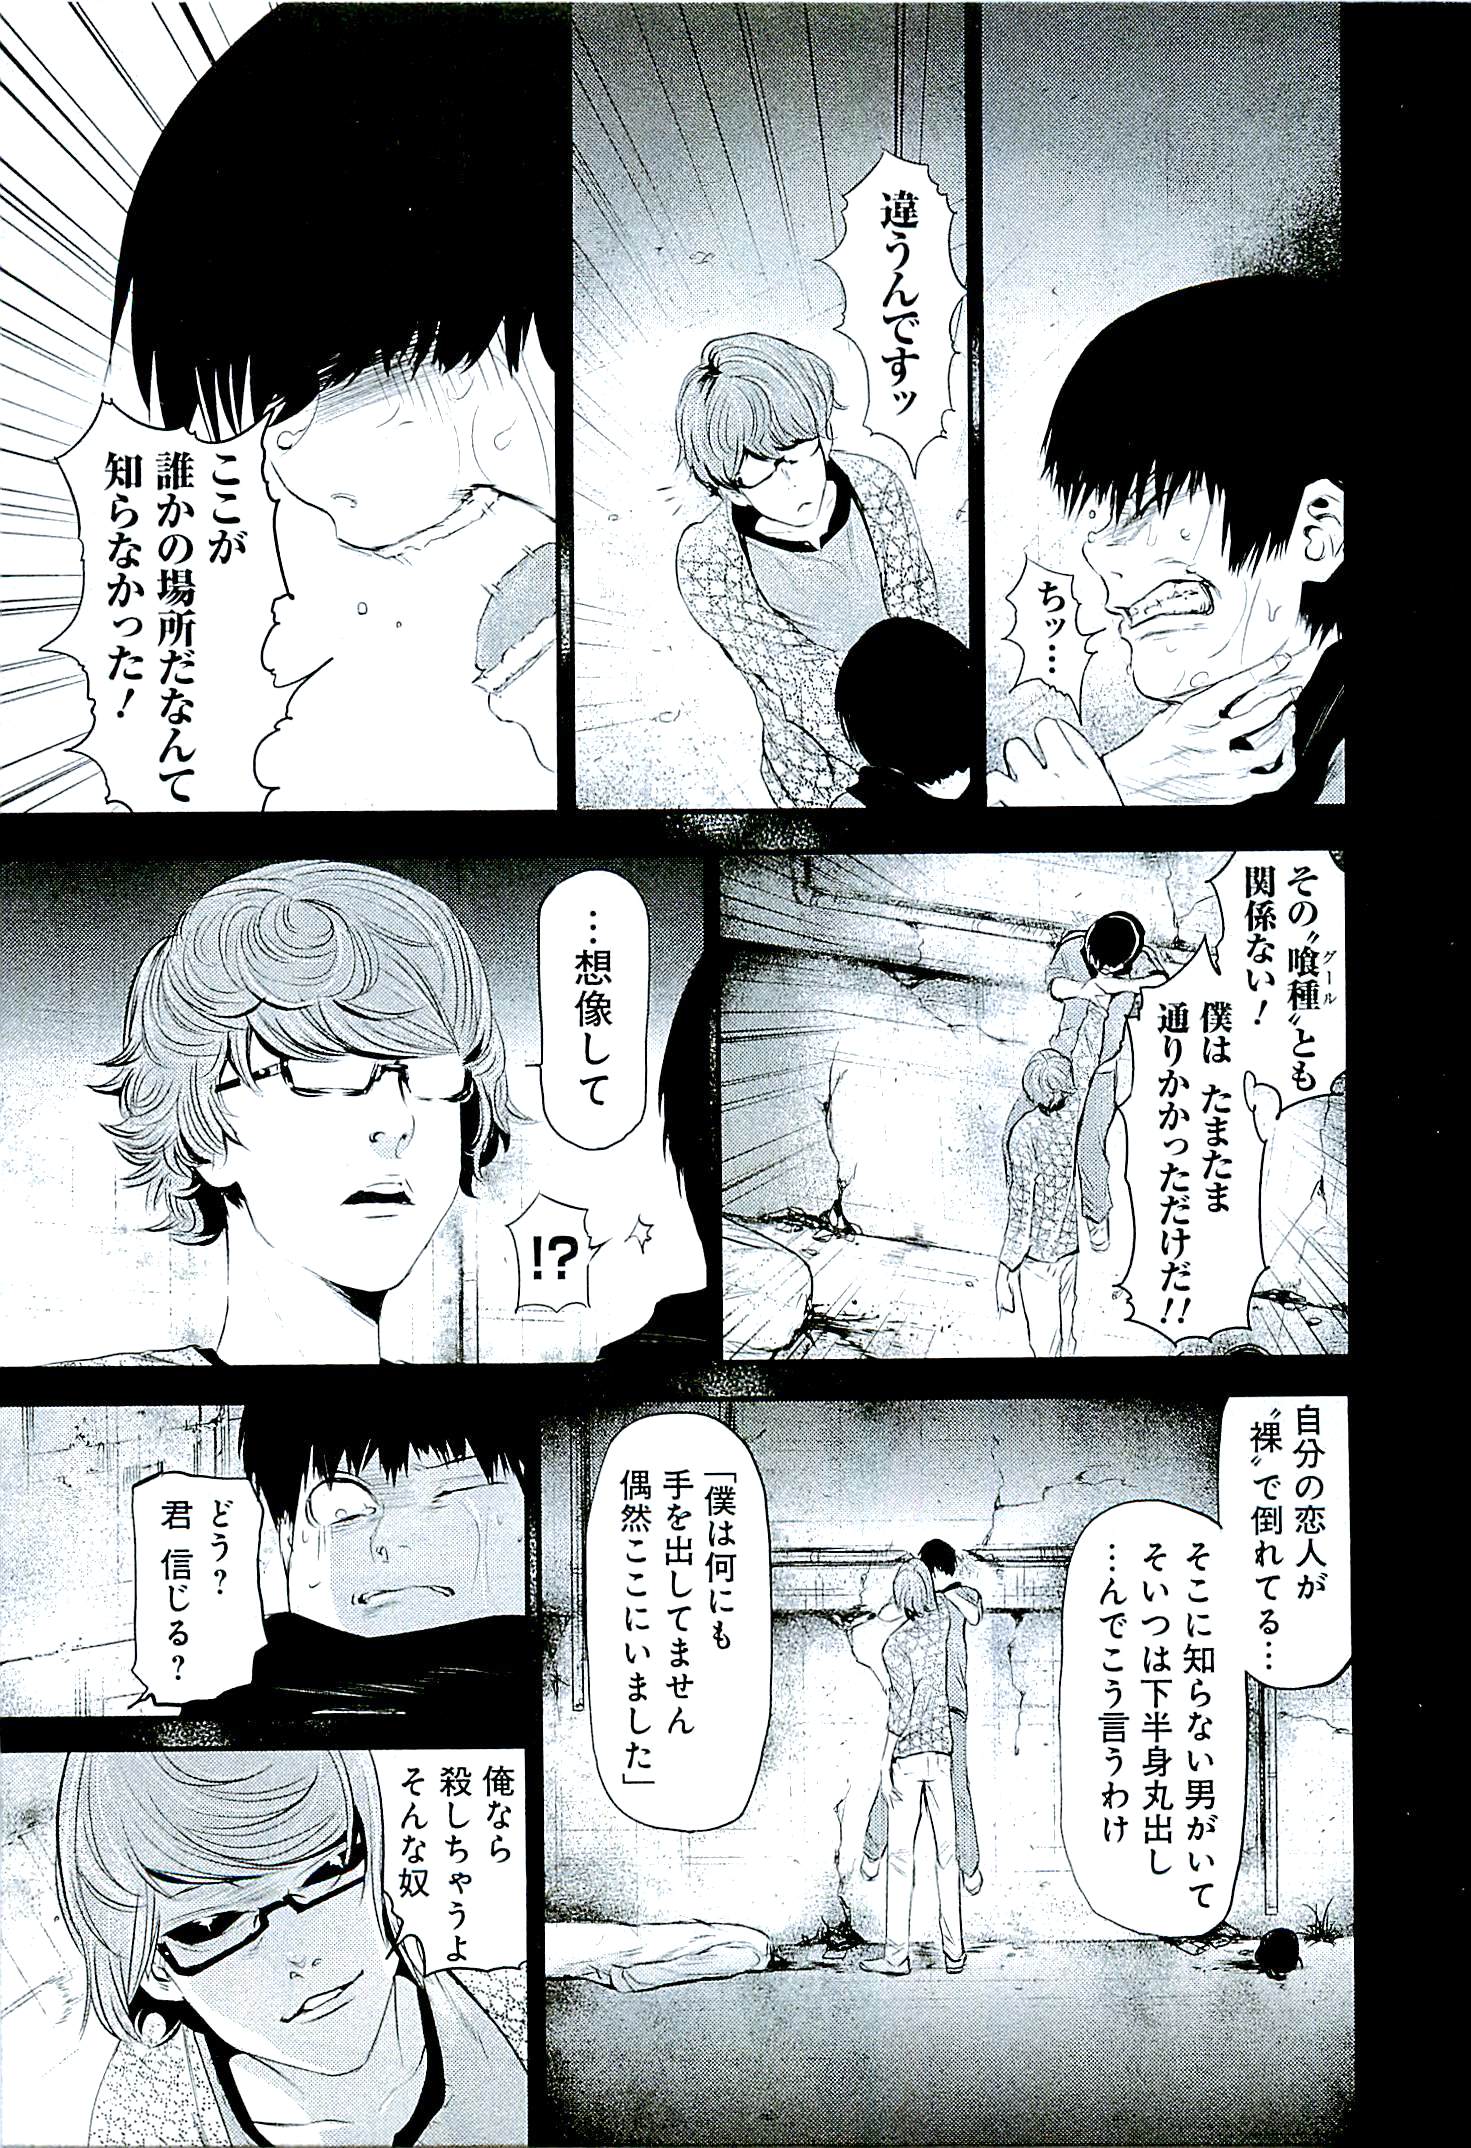 ちッ…
違うんですッ
ここが
誰かの場所だなんて
知らなかった！
その〝喰種〟とも
グール
関係ない！
僕は たまたま
通りかかっただけだ!!
…想像して
!?
自分の恋人が
〝裸〟で倒れてる…
そこに知らない男がいて
そいつは下半身丸出し
…んでこう言うわけ
「僕は何にも
手を出してません
偶然ここにいました」
どう？
君 信じる？
俺なら
殺しちゃうよ
そんな奴